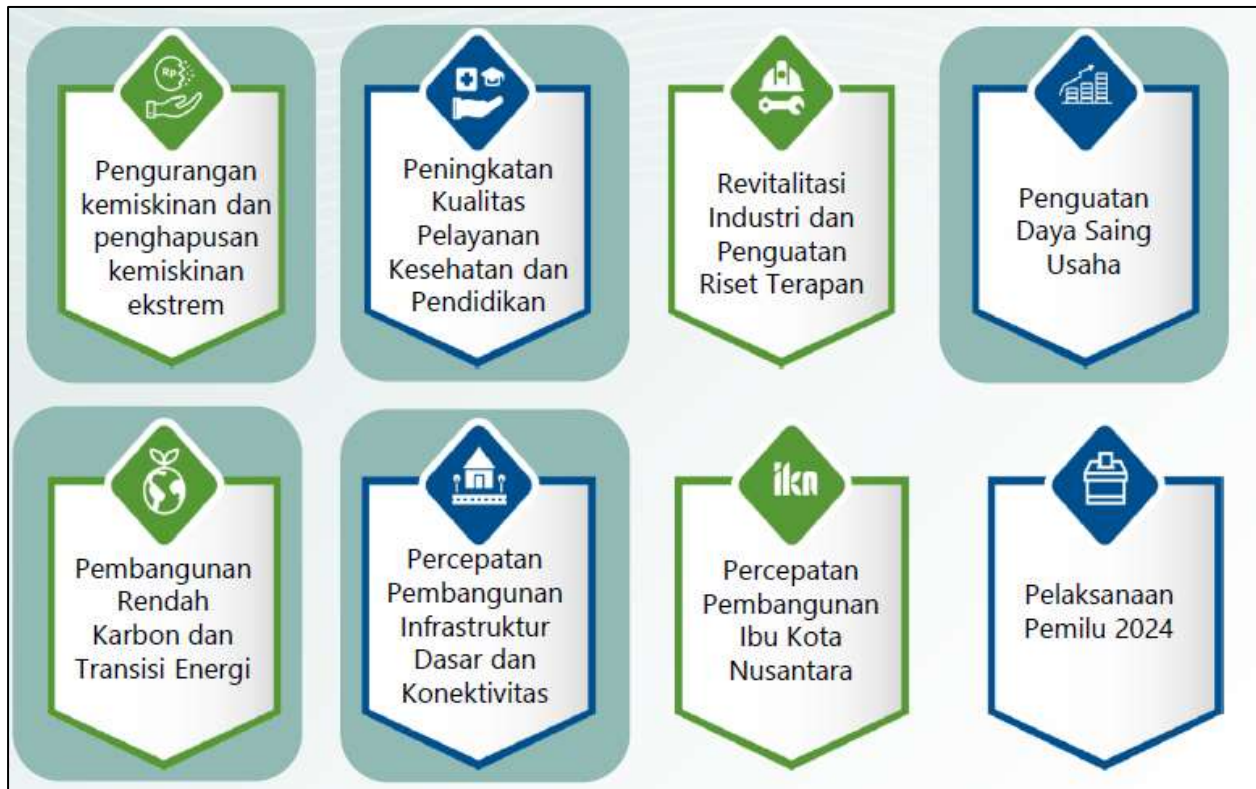 Rp
Pengurangan
kemiskinan dan
penghapusan
kemiskinan
ekstrem
Peningkatan
Kualitas
Pelayanan
Kesehatan dan
Pendidikan
Revitalitasi
Industri dan
Penguatan
Riset Terapan
Penguatan
Daya Saing
Usaha
Pembangunan
Rendah
Karbon dan
Transisi Energi
Percepatan
Pembangunan
Infrastruktur
Dasar dan
Konektivitas
ikn
Percepatan
Pembangunan
Ibu Kota
Nusantara
Pelaksanaan
Pemilu 2024